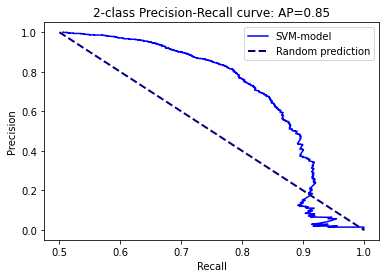 2-class Precision-Recall curve: AP=0.85
SVM-model
Random prediction
Precision
1.0
0.8
0.6
0.4
0.2
0.0
0.5 0.6 0.7 0.8 0.9 1.0
Recall